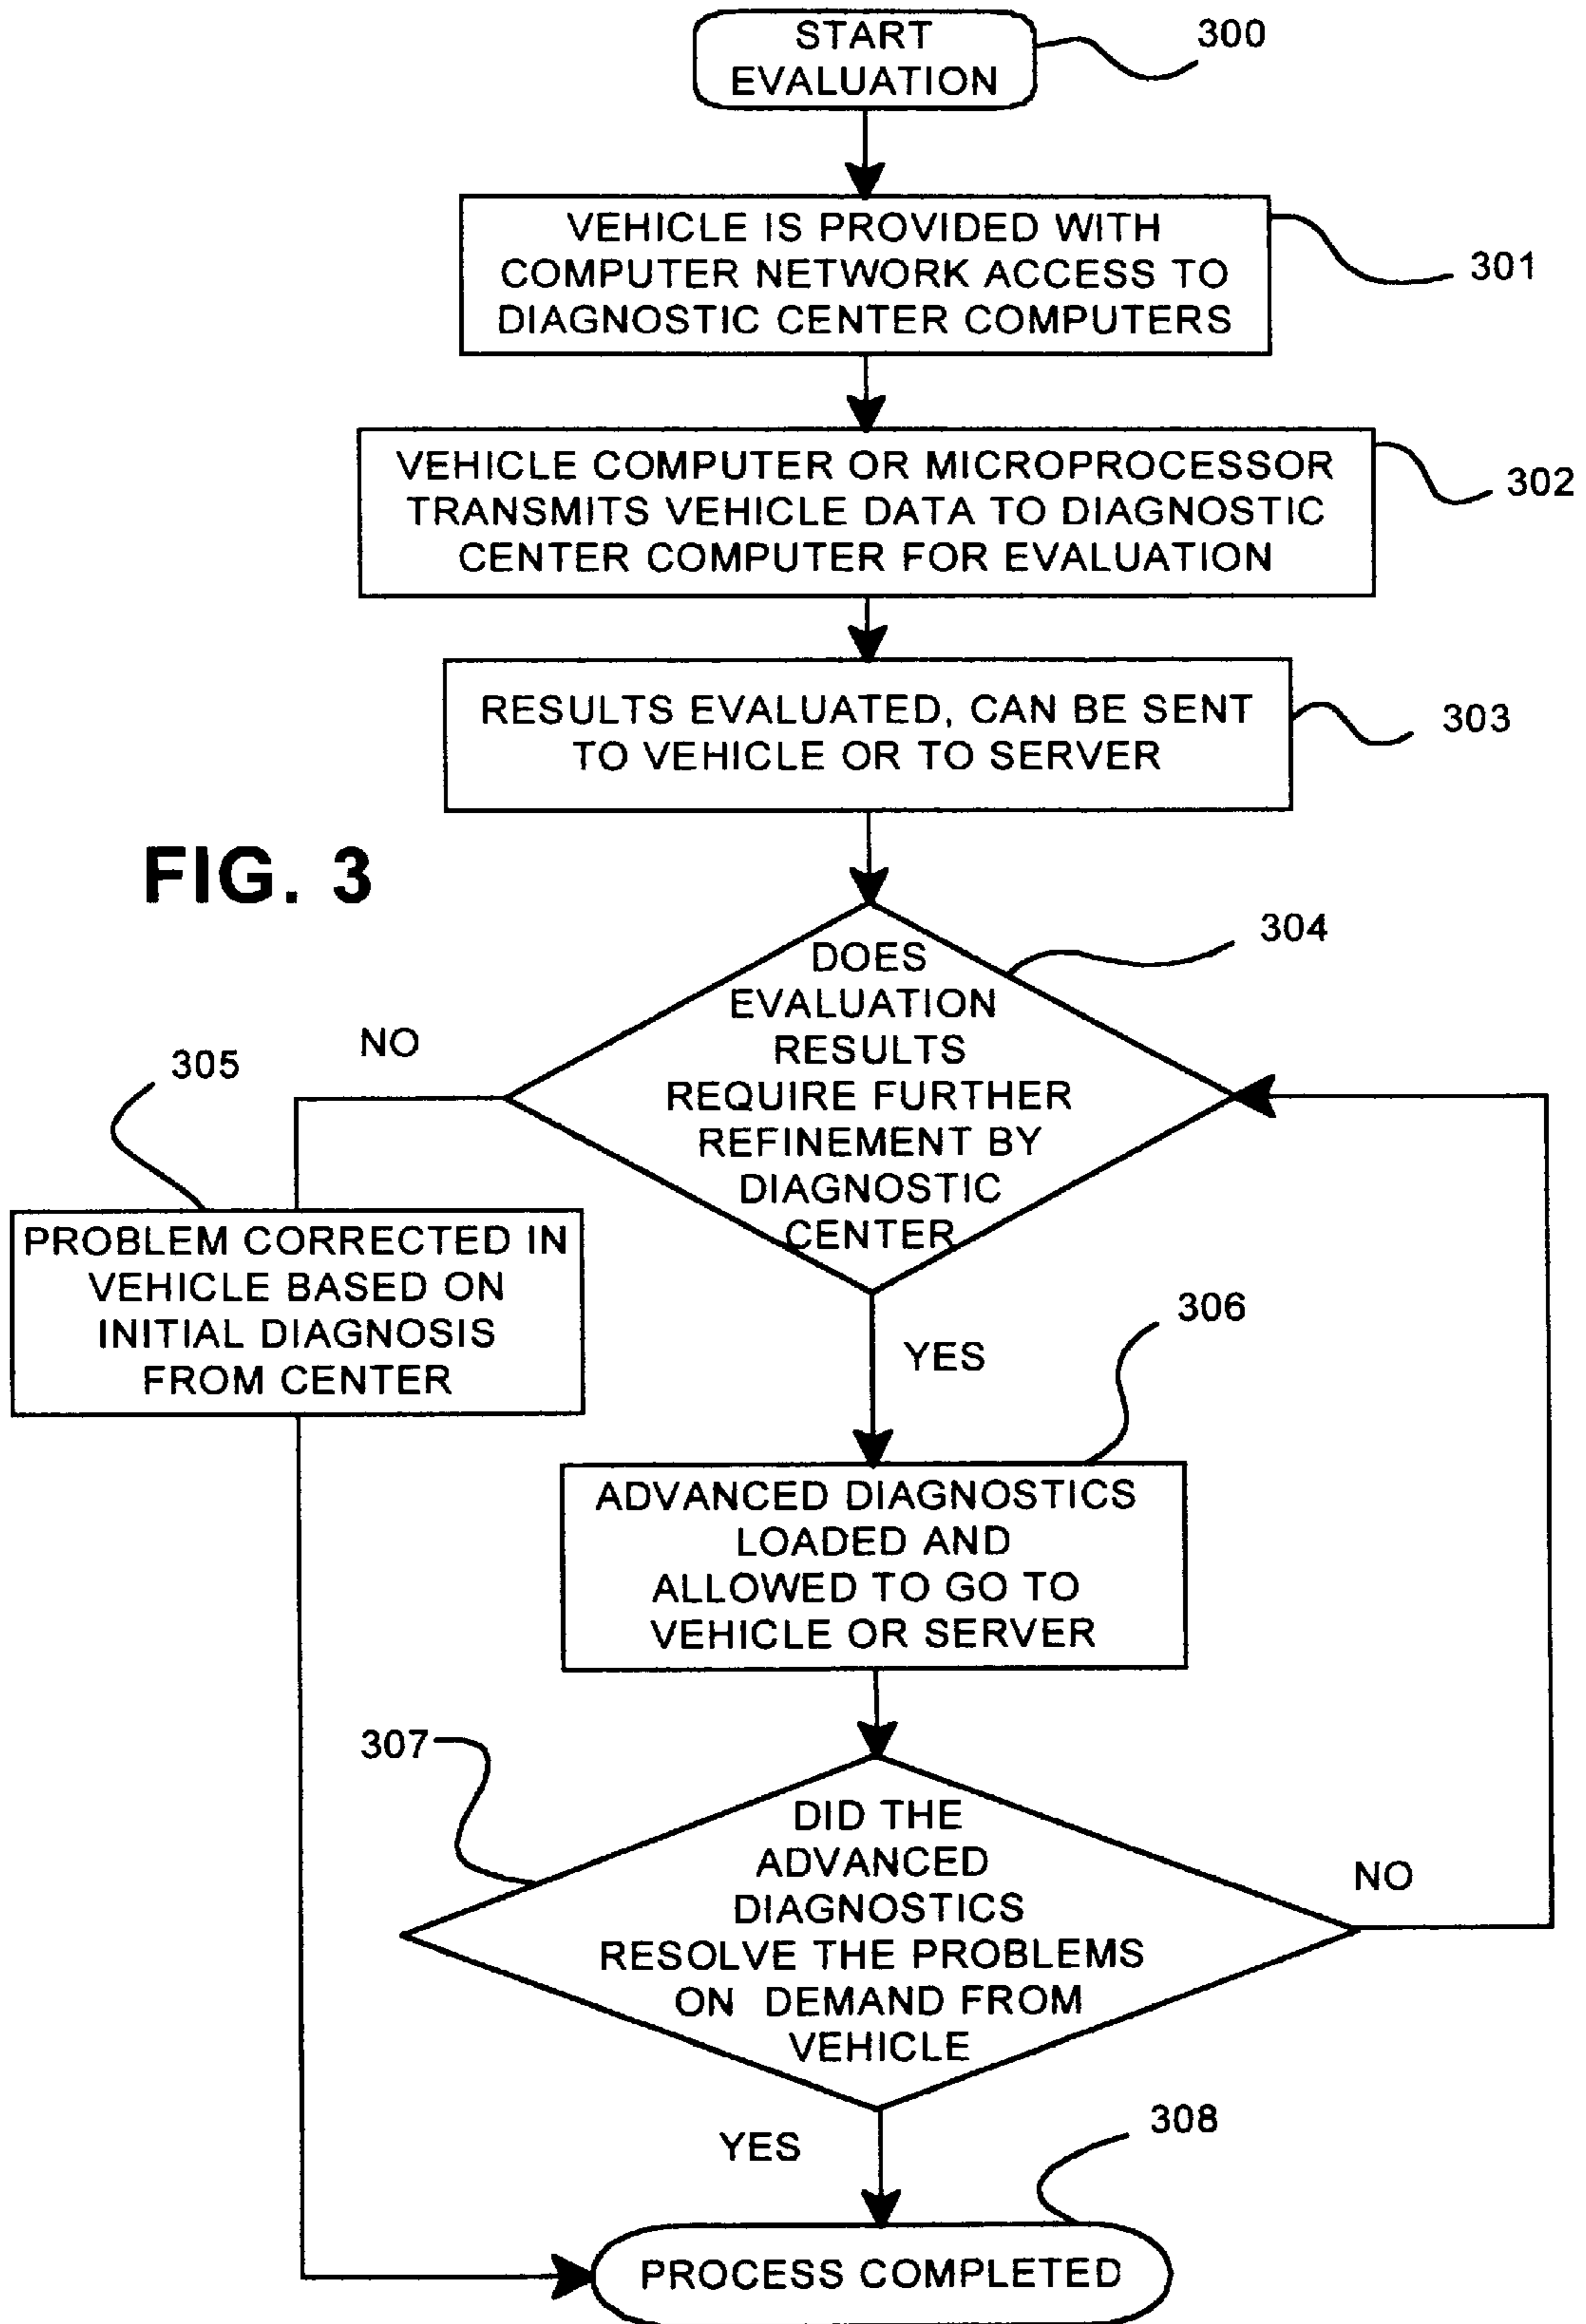 START
EVALUATION
300
VEHICLE IS PROVIDED WITH
COMPUTER NETWORK ACCESS TO
DIAGNOSTIC CENTER COMPUTERS
301
VEHICLE COMPUTER OR MICROPROCESSOR
TRANSMITS VEHICLE DATA TO DIAGNOSTIC
CENTER COMPUTER FOR EVALUATION
302
RESULTS EVALUATED, CAN BE SENT
TO VEHICLE OR TO SERVER
303
FIG. 3
DOES
EVALUATION
RESULTS
REQUIRE FURTHER
REFINEMENT BY
DIAGNOSTIC
CENTER
304
NO
305
PROBLEM CORRECTED IN
VEHICLE BASED ON
INITIAL DIAGNOSIS
FROM CENTER
YES
306
ADVANCED DIAGNOSTICS
LOADED AND
ALLOWED TO GO TO
VEHICLE OR SERVER
307
DID THE
ADVANCED
DIAGNOSTICS
RESOLVE THE PROBLEMS
ON DEMAND FROM
VEHICLE
NO
YES
308
PROCESS COMPLETED